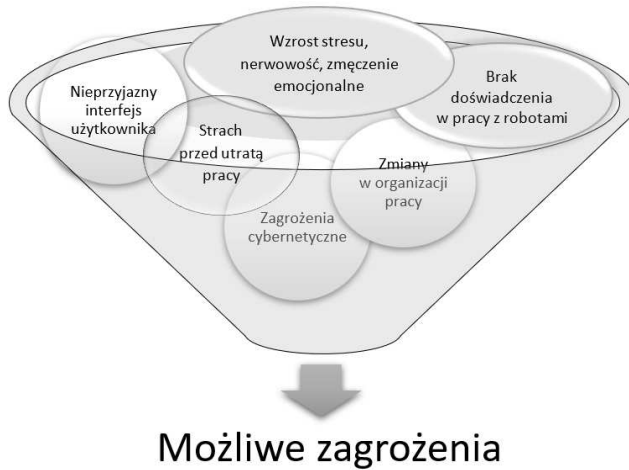 Wzrost stresu,
nerwowość, zmęczenie
emocjonalne
Nieprzyjazny
interfejs
użytkownika
Brak
doświadczenia
w pracy z robotami
Strach
przed utratą
pracy
Zmiany
w organizacji
pracy
Zagrożenia
cybernetyczne
Możliwe zagrożenia